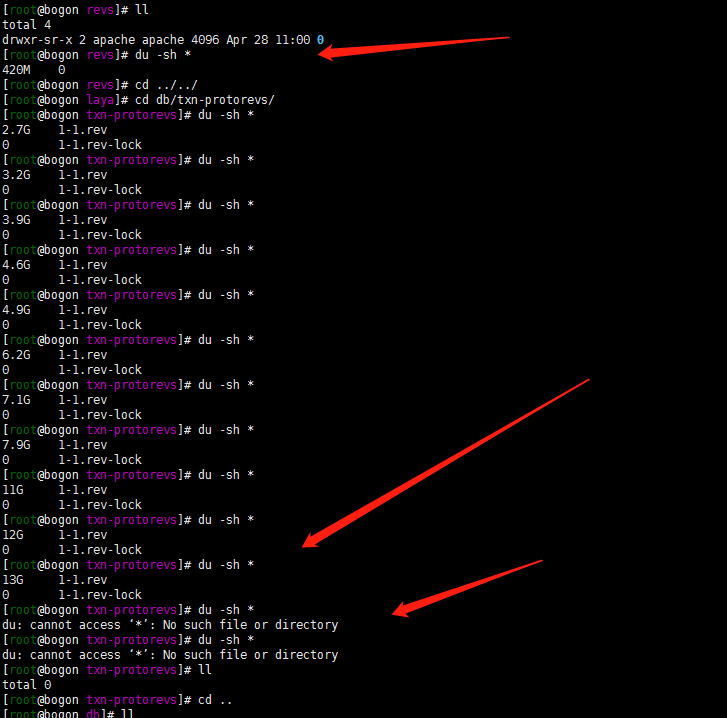 [root@bogon revs]# ll
total 4
drwxr-sr-x 2 apache apache 4096 Apr 28 11:00 0
[root@bogon revs]# du -sh *
420M    0
[root@bogon revs]# cd ../../
[root@bogon laya]# cd db/txn-protorevs/
[root@bogon txn-protorevs]# du -sh *
2.7G    1-1.rev
0       1-1.rev-lock
[root@bogon txn-protorevs]# du -sh *
3.2G    1-1.rev
0       1-1.rev-lock
[root@bogon txn-protorevs]# du -sh *
3.9G    1-1.rev
0       1-1.rev-lock
[root@bogon txn-protorevs]# du -sh *
4.6G    1-1.rev
0       1-1.rev-lock
[root@bogon txn-protorevs]# du -sh *
4.9G    1-1.rev
0       1-1.rev-lock
[root@bogon txn-protorevs]# du -sh *
6.2G    1-1.rev
0       1-1.rev-lock
[root@bogon txn-protorevs]# du -sh *
7.1G    1-1.rev
0       1-1.rev-lock
[root@bogon txn-protorevs]# du -sh *
7.9G    1-1.rev
0       1-1.rev-lock
[root@bogon txn-protorevs]# du -sh *
11G     1-1.rev
0       1-1.rev-lock
[root@bogon txn-protorevs]# du -sh *
12G     1-1.rev
0       1-1.rev-lock
[root@bogon txn-protorevs]# du -sh *
13G     1-1.rev
0       1-1.rev-lock
[root@bogon txn-protorevs]# du -sh *
du: cannot access ‘*’: No such file or directory
[root@bogon txn-protorevs]# du -sh *
du: cannot access ‘*’: No such file or directory
[root@bogon txn-protorevs]# ll
total 0
[root@bogon txn-protorevs]# cd ..
[root@bogon db]# ll